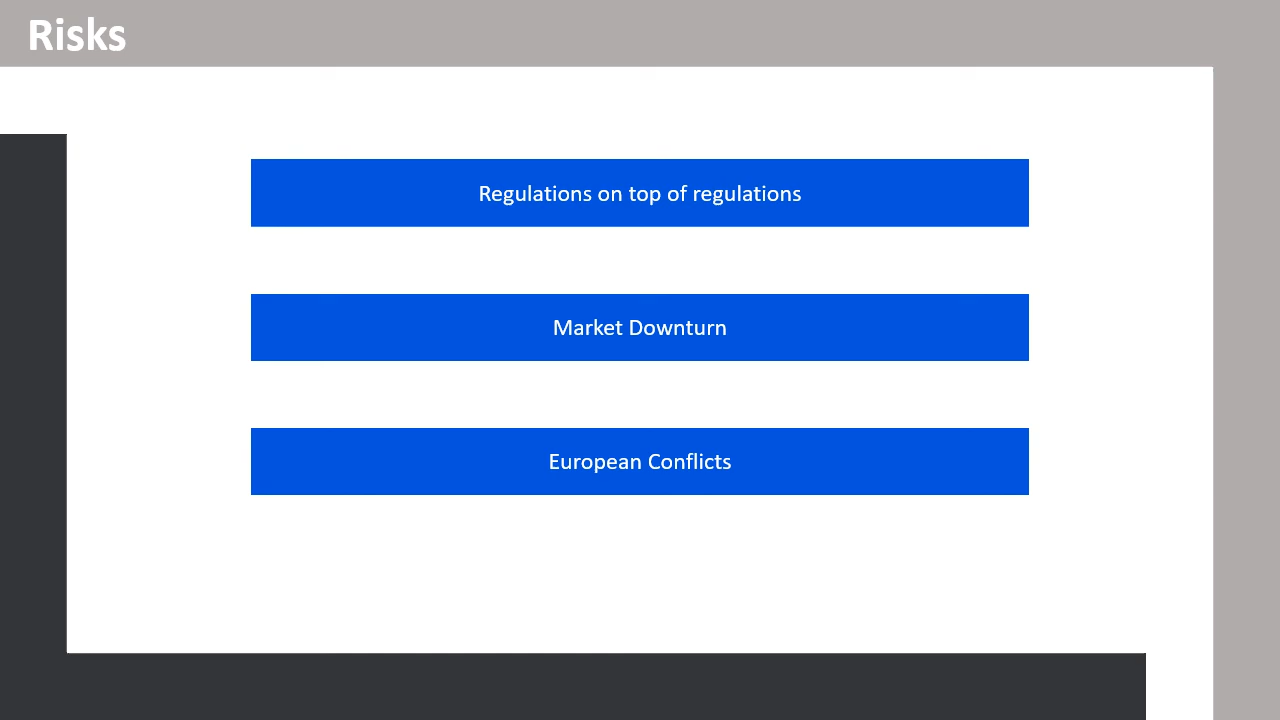 Risks
Regulations on top of regulations
Market Downturn
European Conflicts